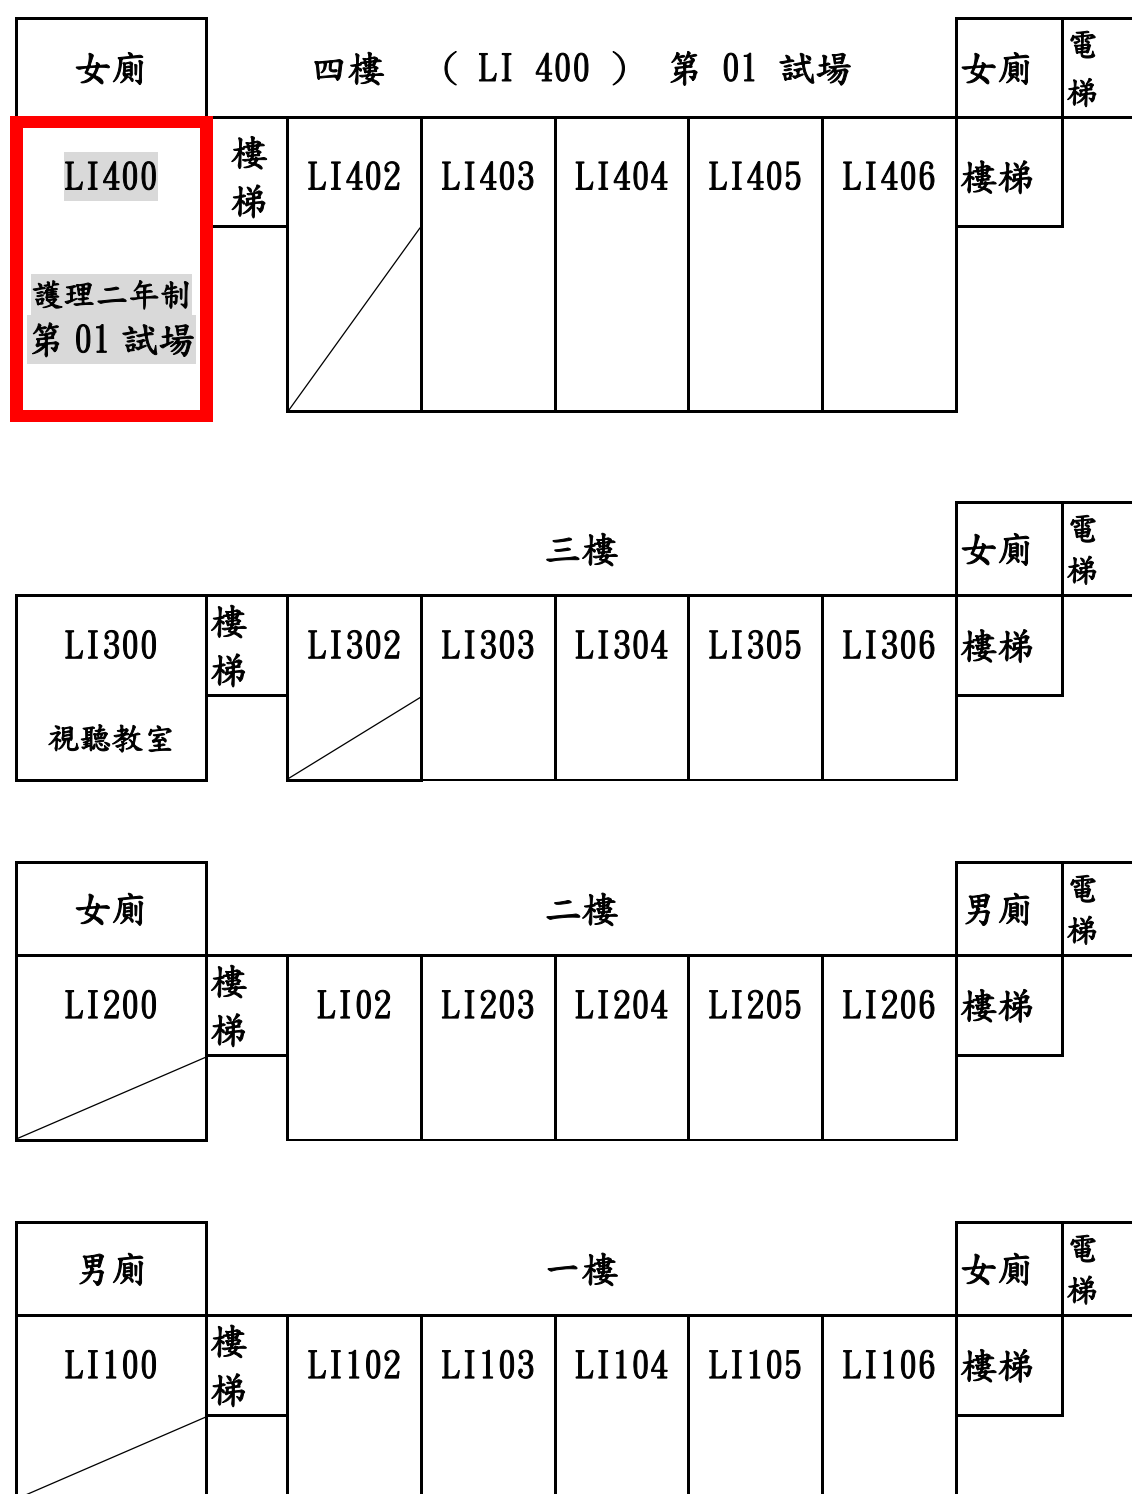 女廁 四樓 ( LI 400 ) 第 01 試場 女廁 電梯
LI400 樓梯 LI402 LI403 LI404 LI405 LI406 樓梯
護理二年制
第 01 試場
三樓 女廁 電梯
LI300 樓梯 LI302 LI303 LI304 LI305 LI306 樓梯
視聽教室
女廁 二樓 男廁 電梯
LI200 樓梯 LI02 LI203 LI204 LI205 LI206 樓梯
男廁 一樓 女廁 電梯
LI100 樓梯 LI102 LI103 LI104 LI105 LI106 樓梯